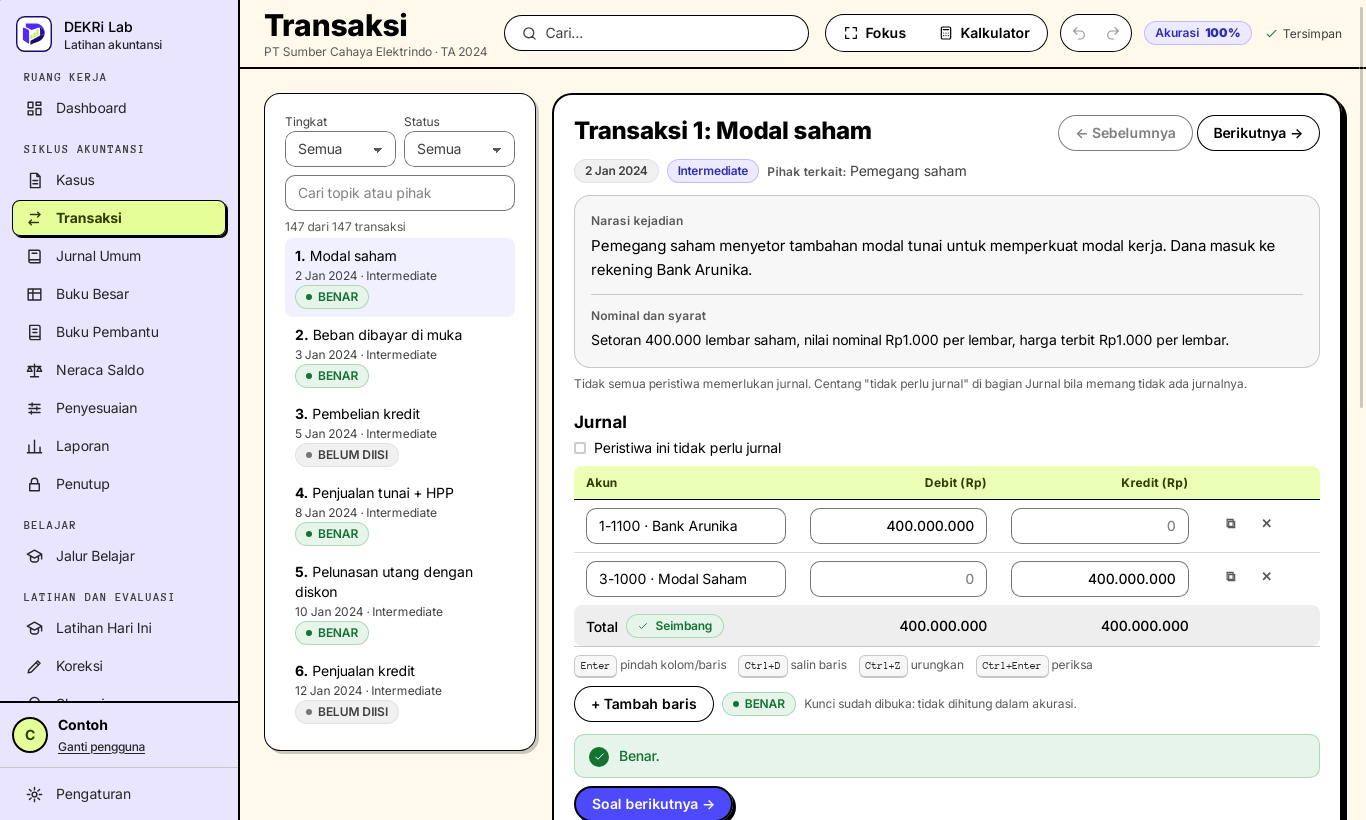 DEKRi Lab
Latihan akuntansi
RUANG KERJA
Dashboard
SIKLUS AKUNTANSI
Kasus
Transaksi
Jurnal Umum
Buku Besar
Buku Pembantu
Neraca Saldo
Penyesuaian
Laporan
Penutup
BELAJAR
Jalur Belajar
LATIHAN DAN EVALUASI
Latihan Hari Ini
Koreksi
C
Contoh
Ganti pengguna
Pengaturan
Transaksi
PT Sumber Cahaya Elektrindo · TA 2024
Cari...
Fokus
Kalkulator
Akurasi 100%
Tersimpan
Tingkat
Status
Semua
Semua
Cari topik atau pihak
147 dari 147 transaksi
1. Modal saham
2 Jan 2024 · Intermediate
BENAR
2. Beban dibayar di muka
3 Jan 2024 · Intermediate
BENAR
3. Pembelian kredit
5 Jan 2024 · Intermediate
BELUM DIISI
4. Penjualan tunai + HPP
8 Jan 2024 · Intermediate
BENAR
5. Pelunasan utang dengan
diskon
10 Jan 2024 · Intermediate
BENAR
6. Penjualan kredit
12 Jan 2024 · Intermediate
BELUM DIISI
Transaksi 1: Modal saham
← Sebelumnya
Berikutnya →
2 Jan 2024
Intermediate
Pihak terkait: Pemegang saham
Narasi kejadian
Pemegang saham menyetor tambahan modal tunai untuk memperkuat modal kerja. Dana masuk ke
rekening Bank Arunika.
Nominal dan syarat
Setoran 400.000 lembar saham, nilai nominal Rp1.000 per lembar, harga terbit Rp1.000 per lembar.
Tidak semua peristiwa memerlukan jurnal. Centang "tidak perlu jurnal" di bagian Jurnal bila memang tidak ada jurnalnya.
Jurnal
Peristiwa ini tidak perlu jurnal
Akun Debit (Rp) Kredit (Rp)
1-1100 · Bank Arunika 400.000.000 0
3-1000 · Modal Saham 0 400.000.000
Total Seimbang 400.000.000 400.000.000
Enter pindah kolom/baris Ctrl+D salin baris Ctrl+Z urungkan Ctrl+Enter periksa
+ Tambah baris
BENAR
Kunci sudah dibuka: tidak dihitung dalam akurasi.
Benar.
Soal berikutnya →